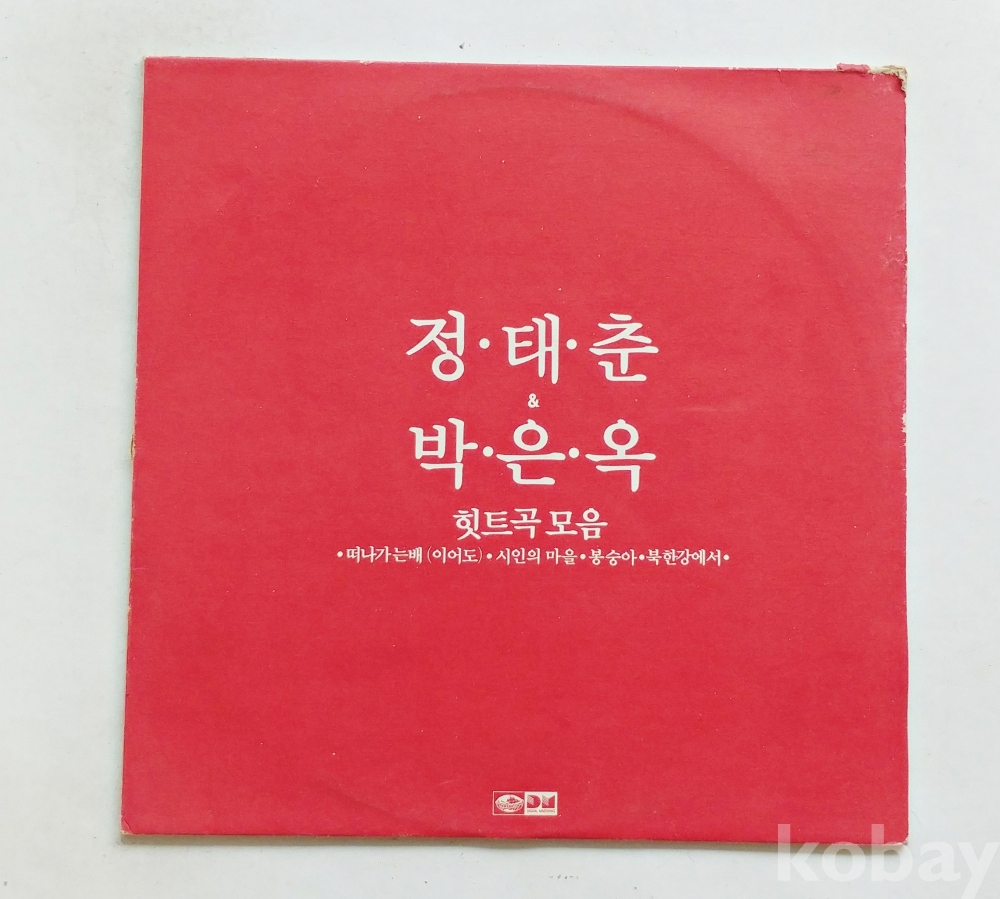 정·태·춘
&
박·은·옥
힛트곡 모음
•떠나가는배 (이어도)•시인의 마을•봉숭아•북한강에서•
DM
kobay